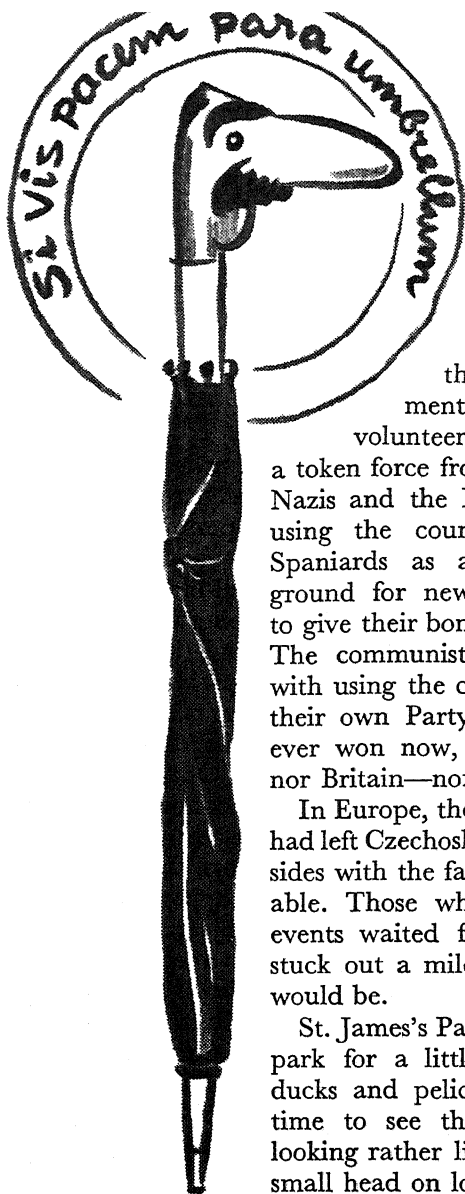 Si Vis pacem para umbrellum
th
ment
volunteer
a token force fro
Nazis and the
using the cour
Spaniards as a
ground for new
to give their bon
The communist
with using the c
their own Party
ever won now,
nor Britain—no
In Europe, the
had left Czechosl
sides with the fa
able. Those wh
events waited f
stuck out a mile
would be.
St. James's Pa
park for a littl
ducks and pelic
time to see th
looking rather li
small head on lo